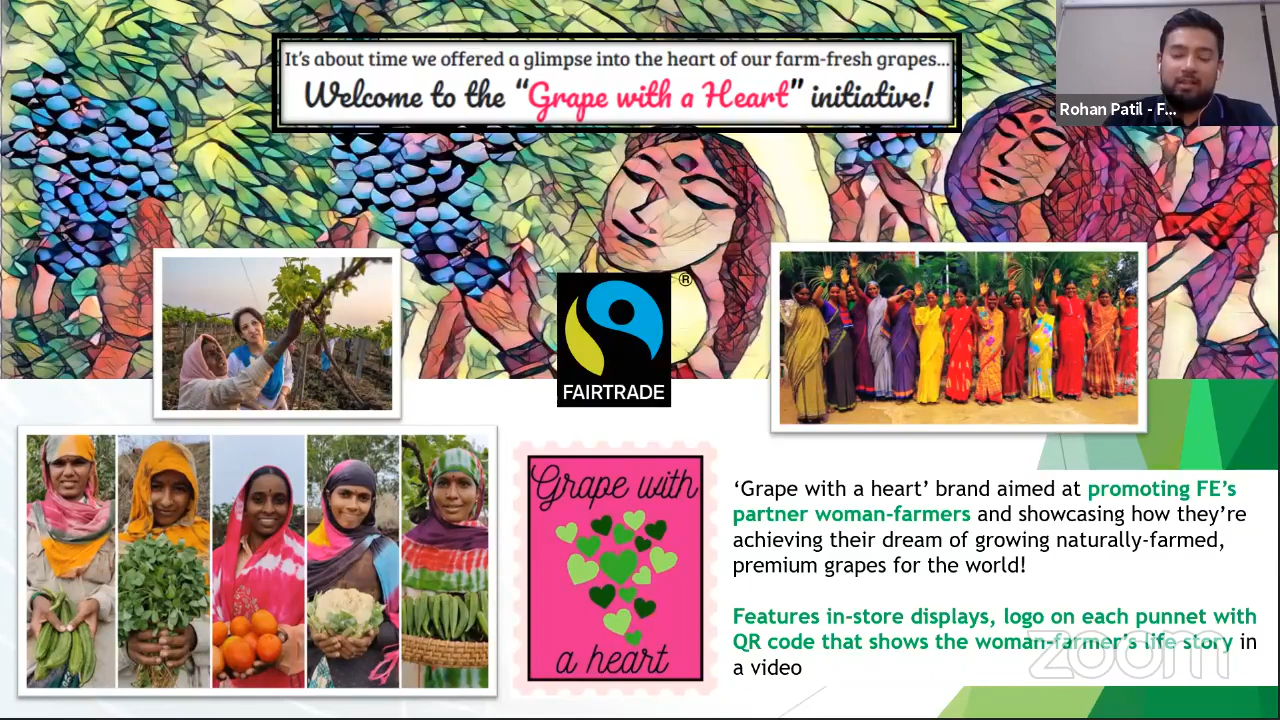 It's about time we offered a glimpse into the heart of our farm-fresh grapes...
Welcome to the “Grape with a Heart” initiative!
Rohan Patil - F...
®
FAIRTRADE
Grape with
a heart
‘Grape with a heart’ brand aimed at promoting FE’s
partner woman-farmers and showcasing how they’re
achieving their dream of growing naturally-farmed,
premium grapes for the world!
Features in-store displays, logo on each punnet with
QR code that shows the woman-farmer’s life story in
a video
zoom